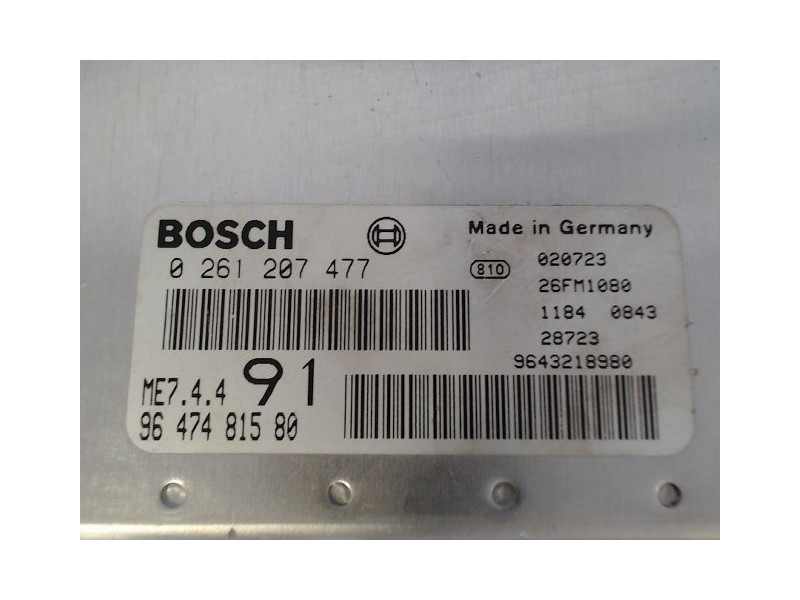 BOSCH
Made in Germany
0 261 207 477
810
020723
26FM1080
1184 0843
28723
9643218980
ME7.4.4 91
96 474 815 80